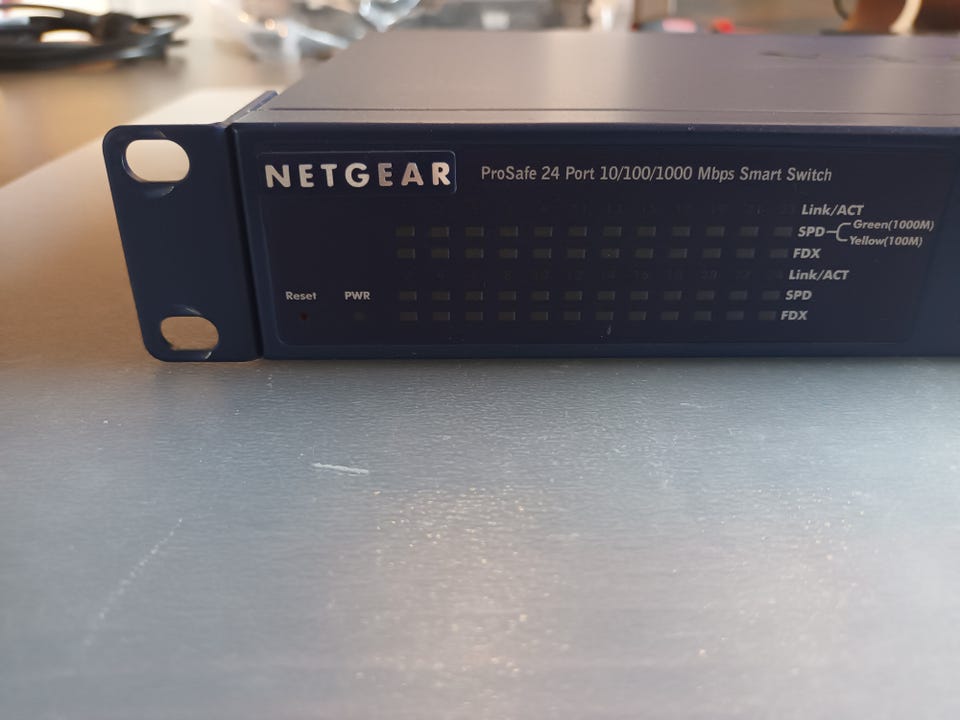 NETGEAR ProSafe 24 Port 10/100/1000 Mbps Smart Switch
Link/ACT
SPD Green(1000M)
Yellow(100M)
FDX
Link/ACT
Reset PWR SPD
FDX